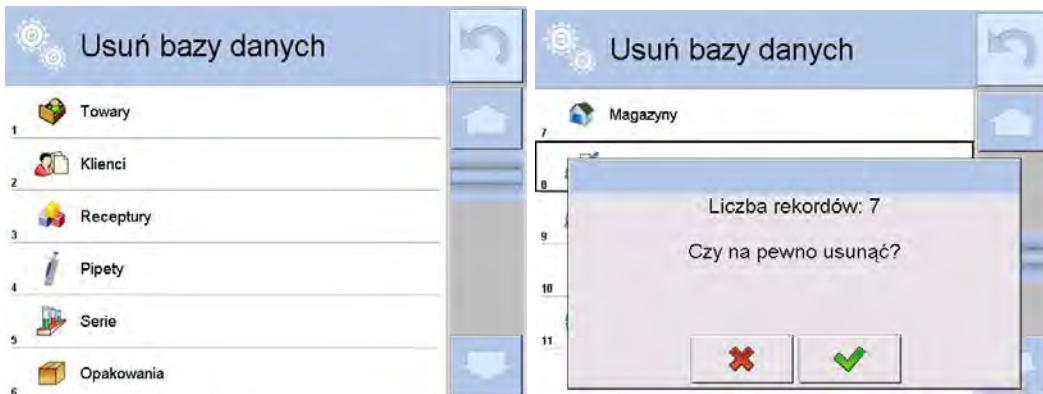 Usuń bazy danych
1 Towary
2 Klienci
3 Receptury
4 Pipety
5 Serie
6 Opakowania
Usuń bazy danych
7 Magazyny
8
9
10
11
Liczba rekordów: 7
Czy na pewno usunąć?